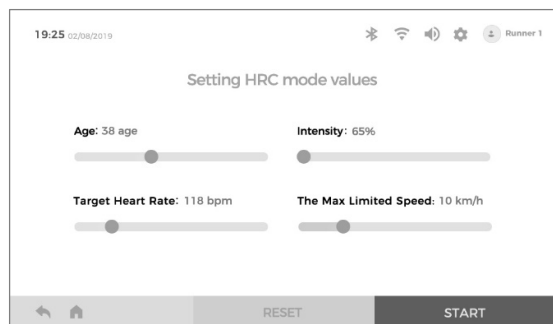 19:25 02/08/2019 Runner 1
Setting HRC mode values
Age: 38 age Intensity: 65%
Target Heart Rate: 118 bpm The Max Limited Speed: 10 km/h
RESET START